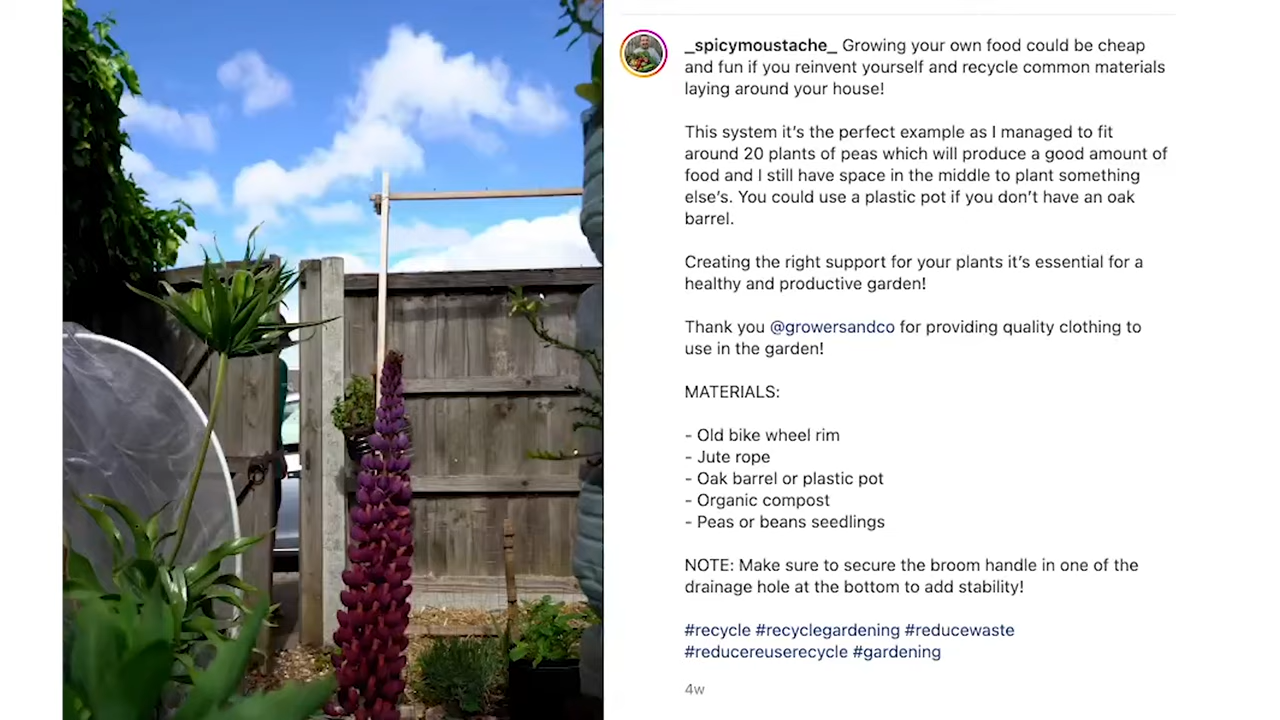 _spicymoustache_ Growing your own food could be cheap
and fun if you reinvent yourself and recycle common materials
laying around your house!
This system it’s the perfect example as I managed to fit
around 20 plants of peas which will produce a good amount of
food and I still have space in the middle to plant something
else’s. You could use a plastic pot if you don’t have an oak
barrel.
Creating the right support for your plants it’s essential for a
healthy and productive garden!
Thank you @growersandco for providing quality clothing to
use in the garden!
MATERIALS:
- Old bike wheel rim
- Jute rope
- Oak barrel or plastic pot
- Organic compost
- Peas or beans seedlings
NOTE: Make sure to secure the broom handle in one of the
drainage hole at the bottom to add stability!
#recycle #recyclegardening #reducewaste
#reducereuserecycle #gardening
4w